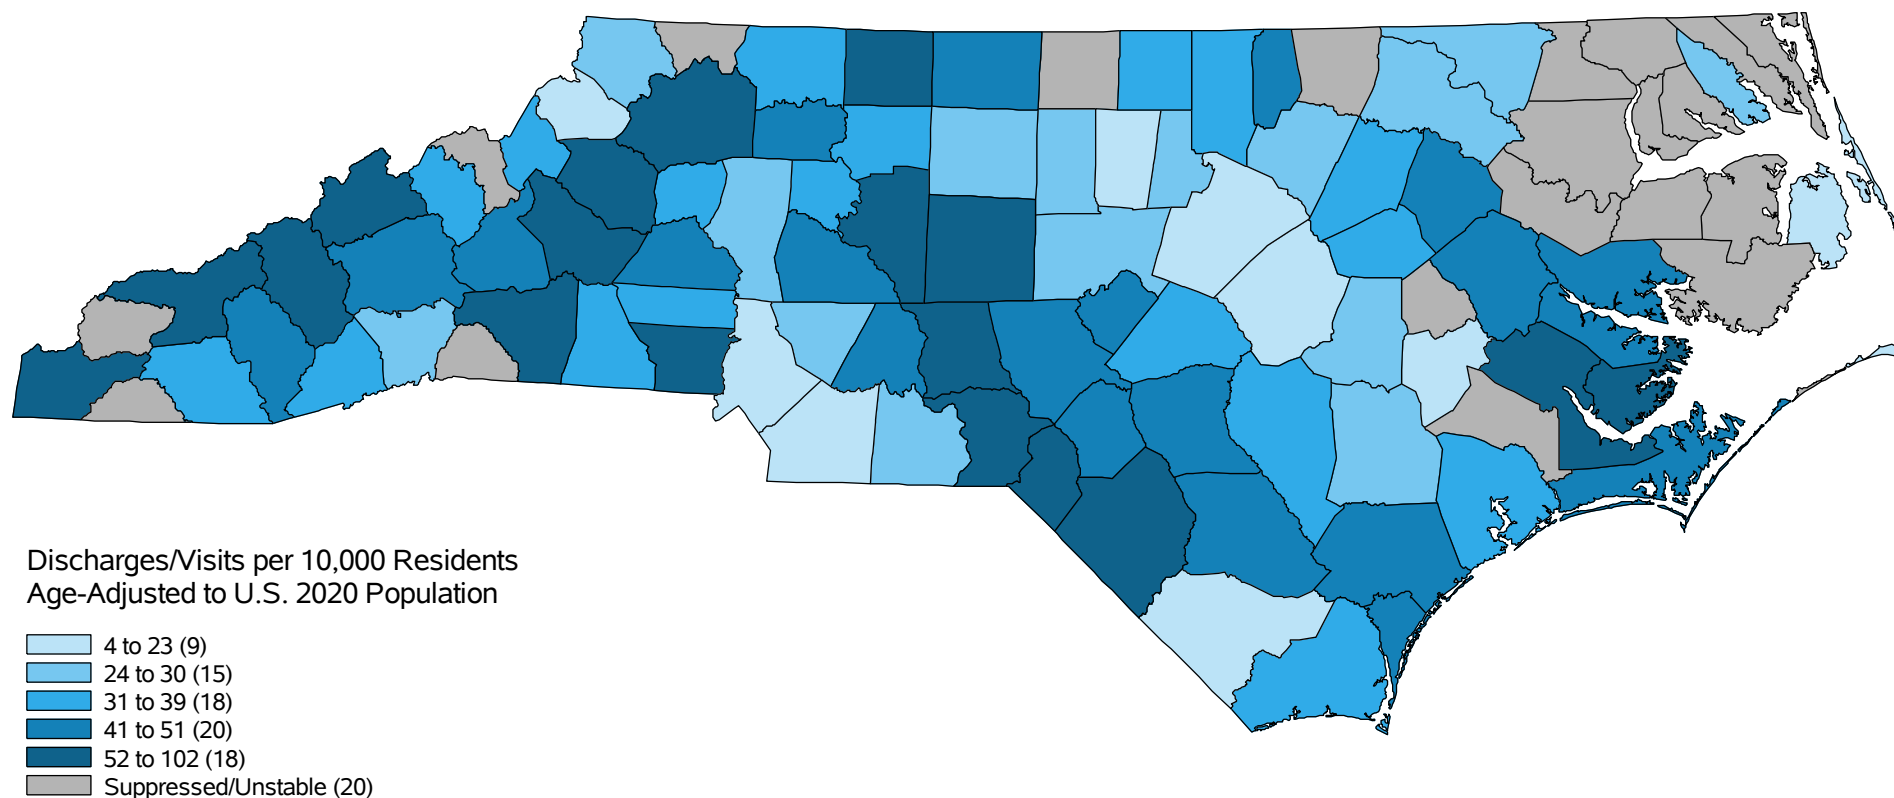 Discharges/Visits per 10,000 Residents
Age-Adjusted to U.S. 2020 Population
4 to 23 (9)
24 to 30 (15)
31 to 39 (18)
41 to 51 (20)
52 to 102 (18)
Suppressed/Unstable (20)